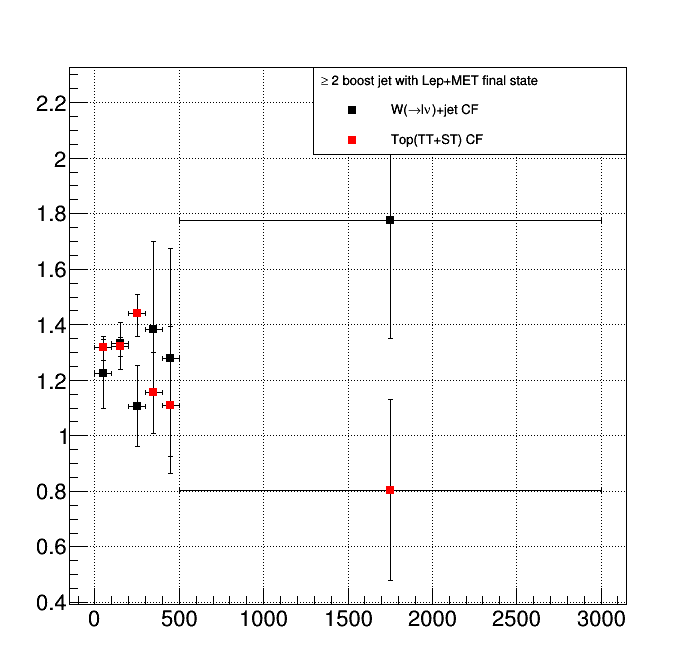 ≥ 2 boost jet with Lep+MET final state
W(→lν)+jet CF
Top(TT+ST) CF
2.2
2
1.8
1.6
1.4
1.2
1
0.8
0.6
0.4
0 500 1000 1500 2000 2500 3000